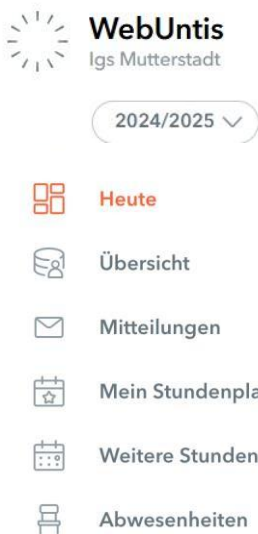 WebUntis
Igs Mutterstadt
2024/2025
Heute
Übersicht
Mitteilungen
Mein Stundenpla
Weitere Stunden
Abwesenheiten